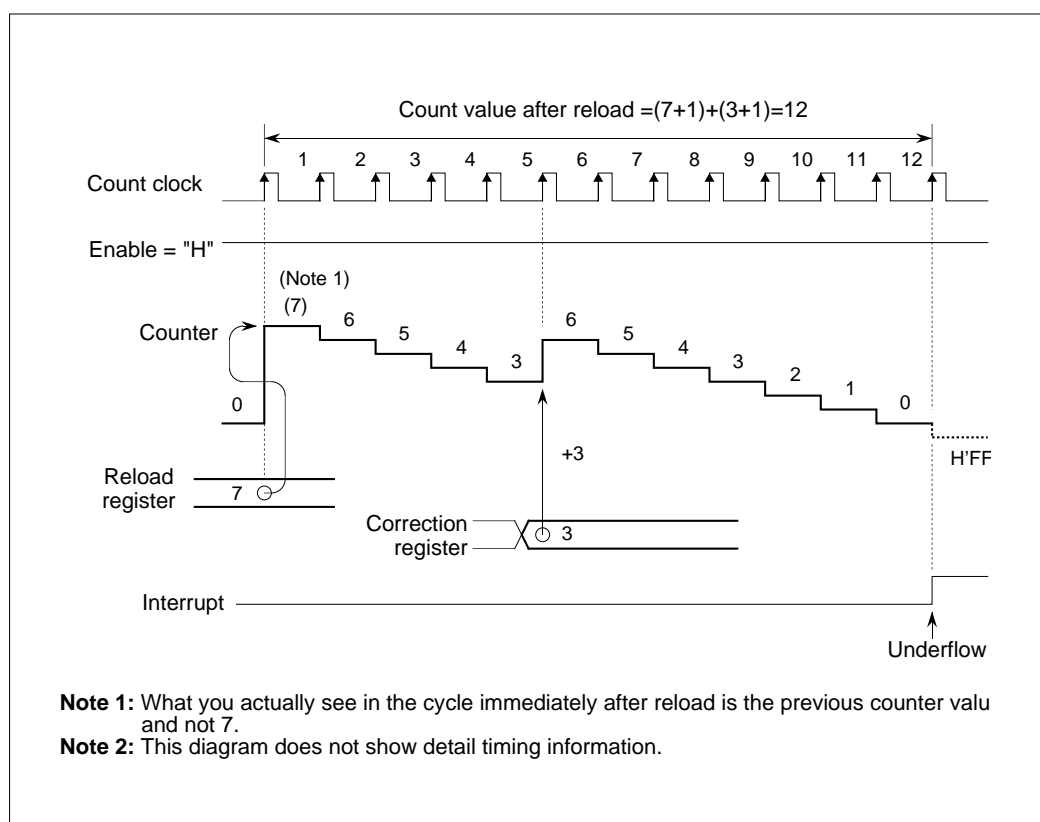 Count value after reload =(7+1)+(3+1)=12
1 2 3 4 5 6 7 8 9 10 11 12
Count clock
Enable = "H"
(Note 1)
(7) 6 5 4 3 6 5 4 3 2 1 0
Counter
0
H'FF
+3
Reload
register
7
Correction
register
3
Interrupt
Underflow
Note 1: What you actually see in the cycle immediately after reload is the previous counter valu
and not 7.
Note 2: This diagram does not show detail timing information.